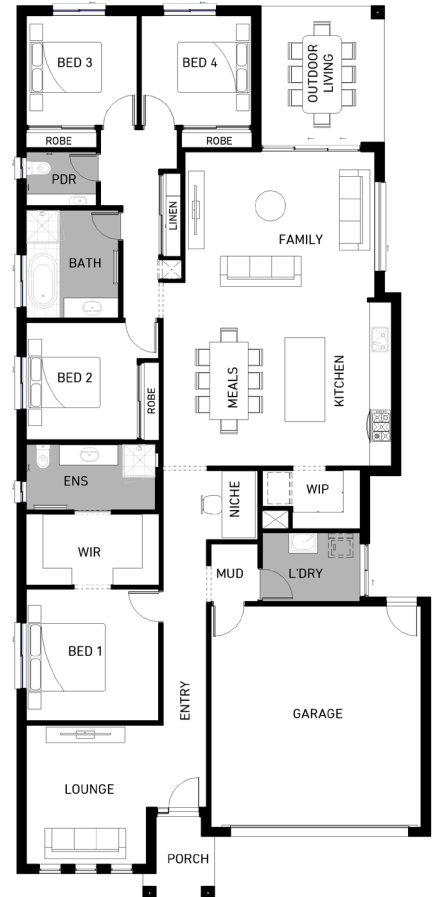 BED 3
BED 4
OUTDOOR
LIVING
ROBE
ROBE
PDR
LINEN
FAMILY
BATH
BED 2
ROBE
MEALS
KITCHEN
ENS
NICHE
WIP
WIR
MUD
L'DRY
BED 1
ENTRY
GARAGE
LOUNGE
PORCH